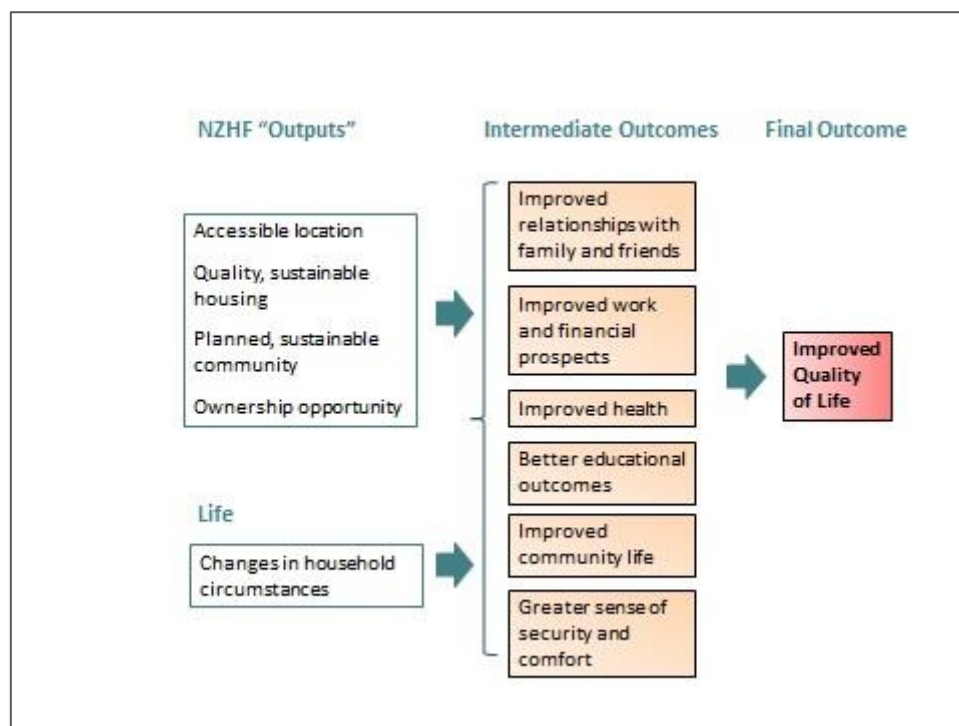 NZHF “Outputs”
Accessible location
Quality, sustainable
housing
Planned, sustainable
community
Ownership opportunity
Life
Changes in household
circumstances
Intermediate Outcomes
Improved
relationships with
family and friends
Improved work
and financial
prospects
Improved health
Better educational
outcomes
Improved
community life
Greater sense of
security and
comfort
Final Outcome
Improved
Quality
of Life